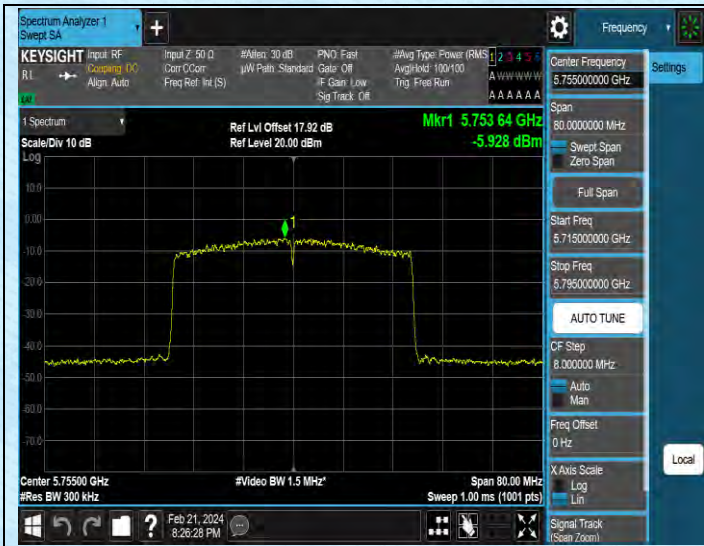 Spectrum Analyzer 1
Swept SA
+
Frequency
KEYSIGHT
RL
Input: RF
Coupling: DC
Align: Auto
Input Z: 50 Ω
Corr CCorr
Freq Ref: Int (S)
#Atten: 30 dB
µW Path: Standard
PNO: Fast
Gate: Off
IF Gain: Low
Sig Track: Off
#Avg Type: Power (RMS
Avg|Hold: 100/100
Trig: Free Run
1 2 3 4 5 6
A W W W W W
A A A A A A
1 Spectrum
Scale/Div 10 dB
Log
Ref Lvl Offset 17.92 dB
Ref Level 20.00 dBm
Mkr1 5.753 64 GHz
-5.928 dBm
10.0
0.00
-10.0
-20.0
-30.0
-40.0
-50.0
-60.0
-70.0
1
Center 5.75500 GHz
#Res BW 300 kHz
#Video BW 1.5 MHz*
Span 80.00 MHz
Sweep 1.00 ms (1001 pts)
Feb 21, 2024
8:26:28 PM
Center Frequency
5.755000000 GHz
Settings
Span
80.0000000 MHz
Swept Span
Zero Span
Full Span
Start Freq
5.715000000 GHz
Stop Freq
5.795000000 GHz
AUTO TUNE
CF Step
8.000000 MHz
Auto
Man
Freq Offset
0 Hz
X Axis Scale
Log
Lin
Local
Signal Track
(Span Zoom)